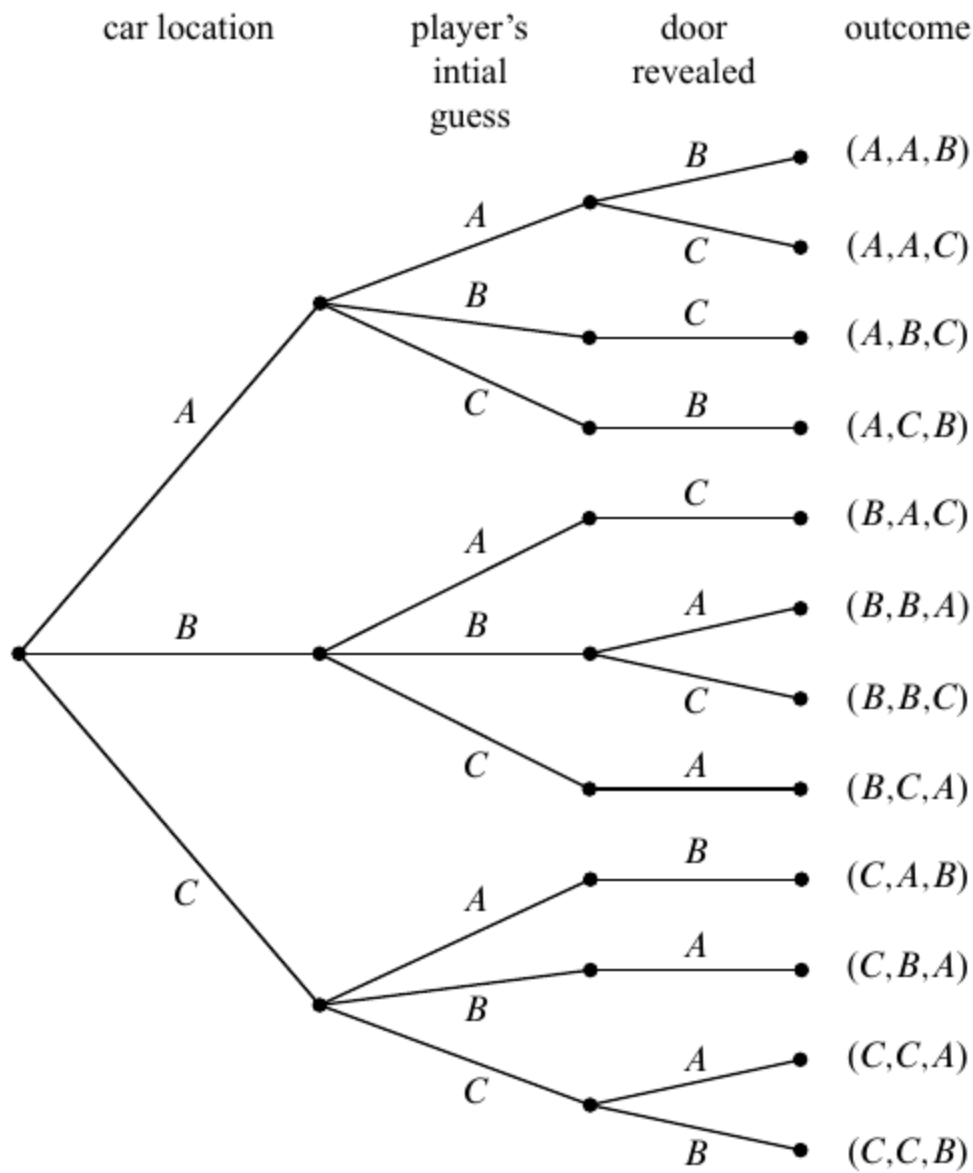 car location
player’s
intial
guess
door
revealed
outcome
B
(A,A,B)
A
C
(A,A,C)
B
C
(A,B,C)
A
C
B
(A,C,B)
C
(B,A,C)
A
B
B
A
(B,B,A)
C
(B,B,C)
C
A
(B,C,A)
C
A
B
(C,A,B)
B
A
(C,B,A)
C
A
(C,C,A)
B
(C,C,B)